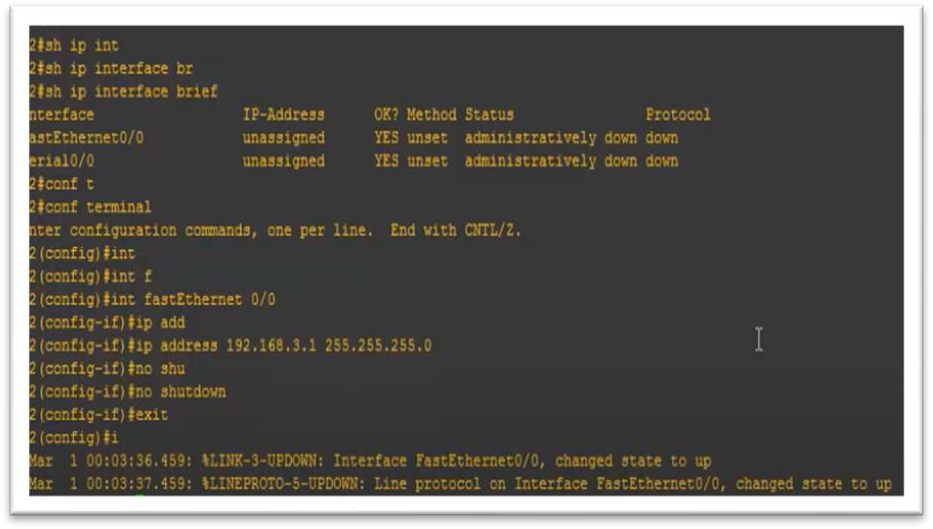 2#sh ip int
2#sh ip interface br
2#sh ip interface brief
nterface IP-Address OK? Method Status Protocol
astEthernet0/0 unassigned YES unset administratively down down
erial0/0 unassigned YES unset administratively down down
2#conf t
2#conf terminal
nter configuration commands, one per line. End with CNTL/Z.
2(config)#int
2(config)#int f
2(config)#int fastEthernet 0/0
2(config-if)#ip add
2(config-if)#ip address 192.168.3.1 255.255.255.0
2(config-if)#no shu
2(config-if)#no shutdown
2(config-if)#exit
2(config)#i
Mar 1 00:03:36.459: %LINK-3-UPDOWN: Interface FastEthernet0/0, changed state to up
Mar 1 00:03:37.459: %LINEPROTO-5-UPDOWN: Line protocol on Interface FastEthernet0/0, changed state to up